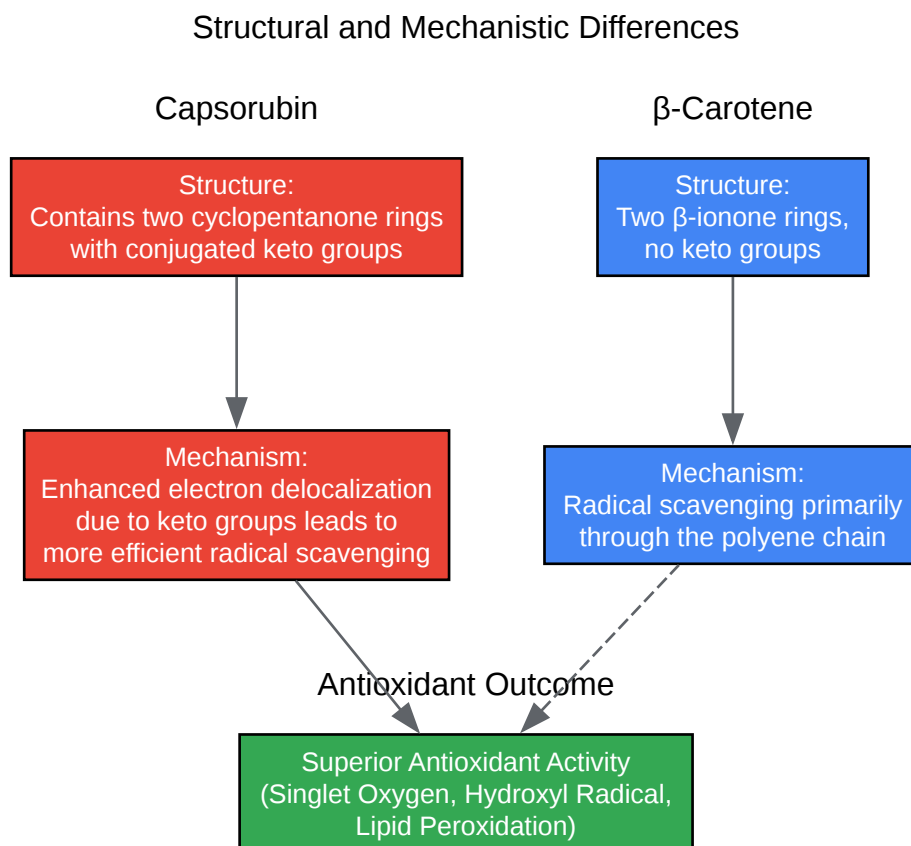 Structural and Mechanistic Differences
Capsorubin
Structure:
Contains two cyclopentanone rings
with conjugated keto groups
Mechanism:
Enhanced electron delocalization
due to keto groups leads to
more efficient radical scavenging
β-Carotene
Structure:
Two β-ionone rings,
no keto groups
Mechanism:
Radical scavenging primarily
through the polyene chain
Antioxidant Outcome
Superior Antioxidant Activity
(Singlet Oxygen, Hydroxyl Radical,
Lipid Peroxidation)